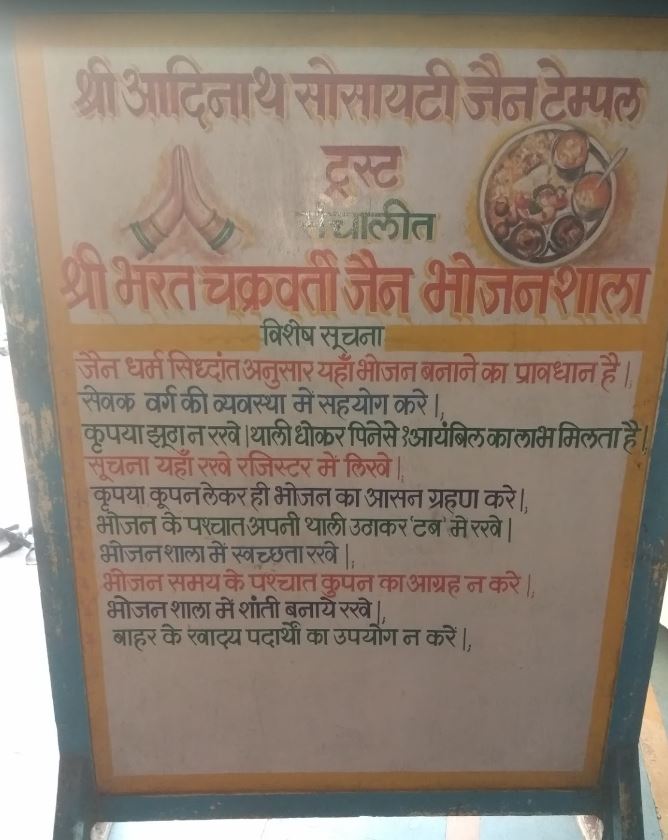 श्री आदिनाथ सोसायटी जैन टेम्पल
ट्रस्ट
संचालीत
श्री भरत चक्रवर्ती जैन भोजनशाला
विशेष सूचना
जैन धर्म सिध्दांत अनुसार यहाँ भोजन बनाने का प्रावधान है |
सेवक वर्ग की व्यवस्था में सहयोग करे |
कृपया झूठा न रखे | थाली धोकर पिनेसे १ आयंबिल का लाभ मिलता है |
सूचना यहाँ रखे रजिस्टर में लिखे |
कृपया कूपन लेकर ही भोजन का आसन ग्रहण करे |
भोजन के पश्चात अपनी थाली उठाकर 'टब' मे रखे |
भोजनशाला में स्वच्छता रखे |
भोजन समय के पश्चात कुपन का आग्रह न करे |
भोजन शाला में शांती बनाये रखे |
बाहर के खाद्य पदार्थो का उपयोग न करें |